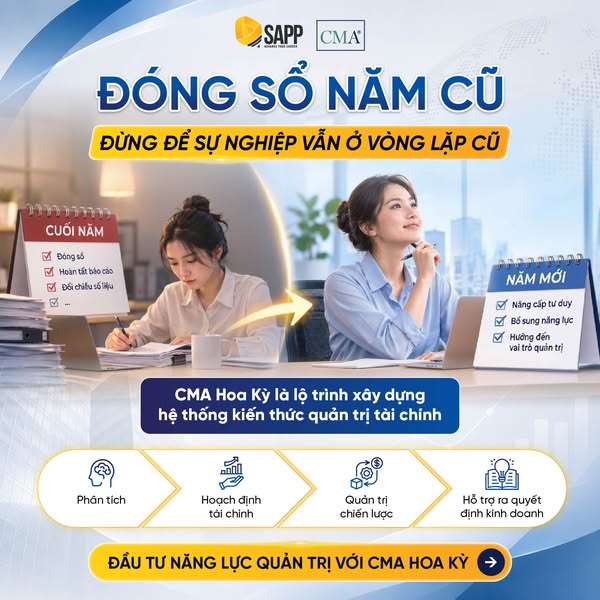 SAPP
ADVANCE YOUR CAREER
CMA®
ĐÓNG SỔ NĂM CŨ
ĐỪNG ĐỂ SỰ NGHIỆP VẪN Ở VÒNG LẶP CŨ
CUỐI NĂM
Đóng sổ
Hoàn tất báo cáo
Đối chiếu số liệu
...
NĂM MỚI
Nâng cấp tư duy
Bổ sung năng lực
Hướng đến
vai trò quản trị
CMA Hoa Kỳ là lộ trình xây dựng
hệ thống kiến thức quản trị tài chính
Phân tích
Hoạch định
tài chính
Quản trị
chiến lược
Hỗ trợ ra quyết
định kinh doanh
ĐẦU TƯ NĂNG LỰC QUẢN TRỊ VỚI CMA HOA KỲ